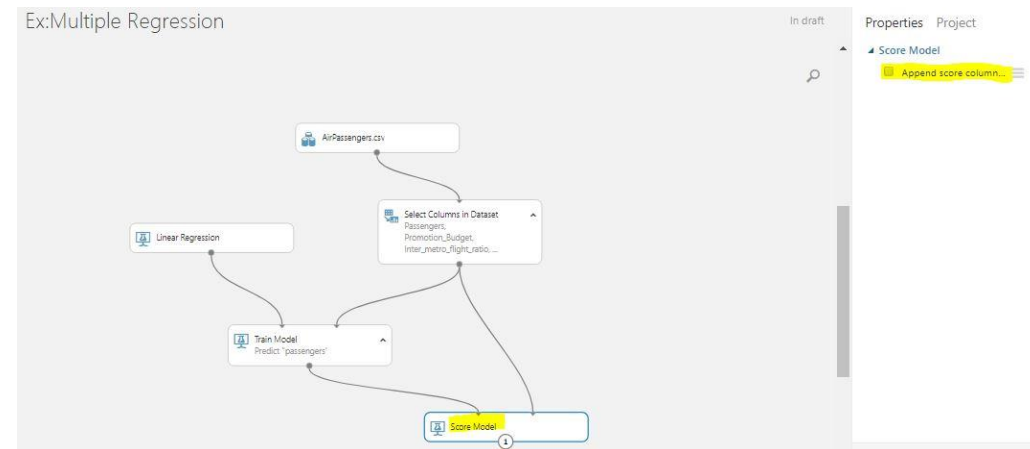 Ex:Multiple Regression
In draft
Properties Project
Score Model
Append score column...
AirPassengers.csv
Select Columns in Dataset
Passengers,
Promotion_Budget,
Inter_metro_flight_ratio, ...
Linear Regression
Train Model
Predict "passengers"
Score Model
1